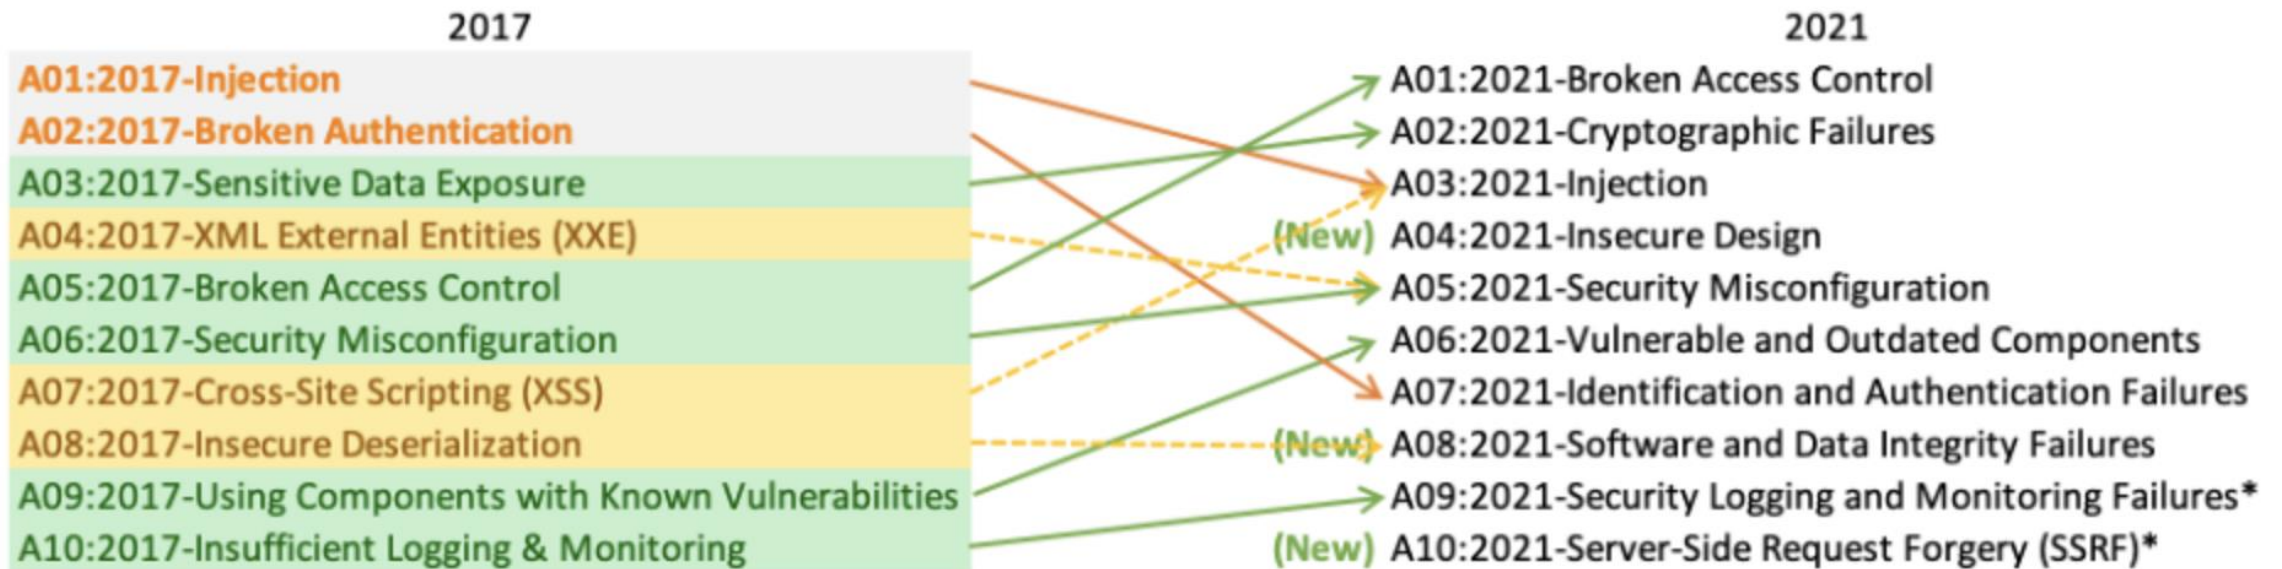 2017
A01:2017-Injection
A02:2017-Broken Authentication
A03:2017-Sensitive Data Exposure
A04:2017-XML External Entities (XXE)
A05:2017-Broken Access Control
A06:2017-Security Misconfiguration
A07:2017-Cross-Site Scripting (XSS)
A08:2017-Insecure Deserialization
A09:2017-Using Components with Known Vulnerabilities
A10:2017-Insufficient Logging & Monitoring
2021
A01:2021-Broken Access Control
A02:2021-Cryptographic Failures
A03:2021-Injection
(New) A04:2021-Insecure Design
A05:2021-Security Misconfiguration
A06:2021-Vulnerable and Outdated Components
A07:2021-Identification and Authentication Failures
(New) A08:2021-Software and Data Integrity Failures
A09:2021-Security Logging and Monitoring Failures*
(New) A10:2021-Server-Side Request Forgery (SSRF)*